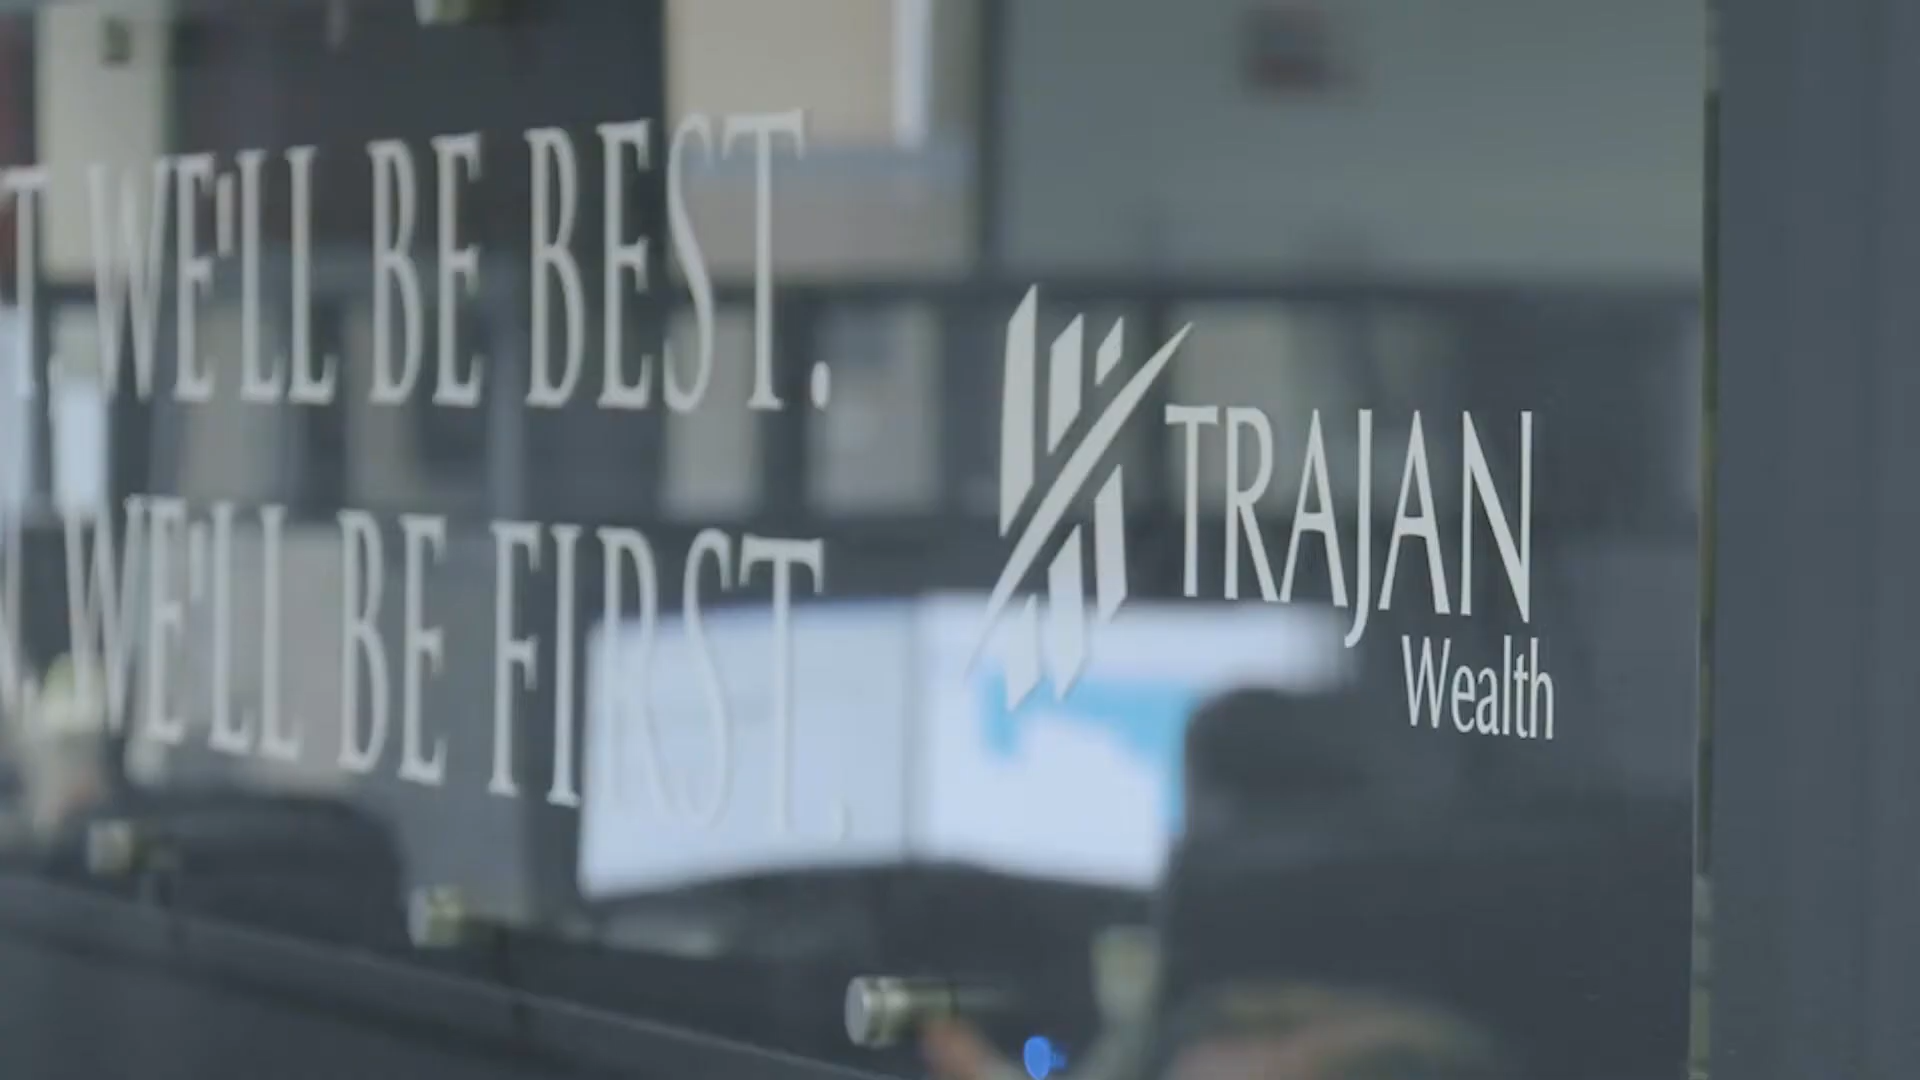 T. WE'LL BE BEST.
N. WE'LL BE FIRST.
TRAJAN
Wealth